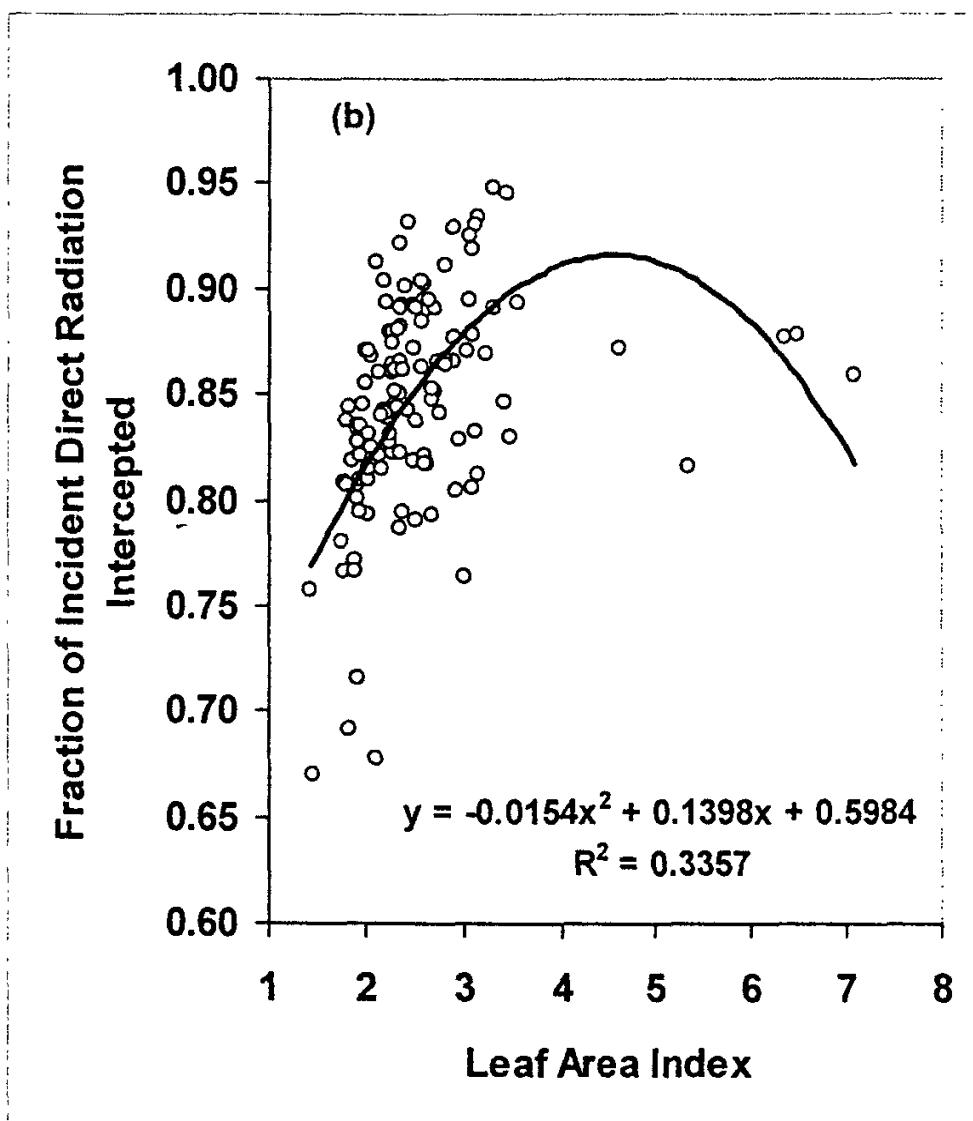 (b)
Fraction of Incident Direct Radiation
Intercepted
1.00
0.95
0.90
0.85
0.80
0.75
0.70
0.65
0.60
y = -0.0154x² + 0.1398x + 0.5984
R² = 0.3357
1 2 3 4 5 6 7 8
Leaf Area Index